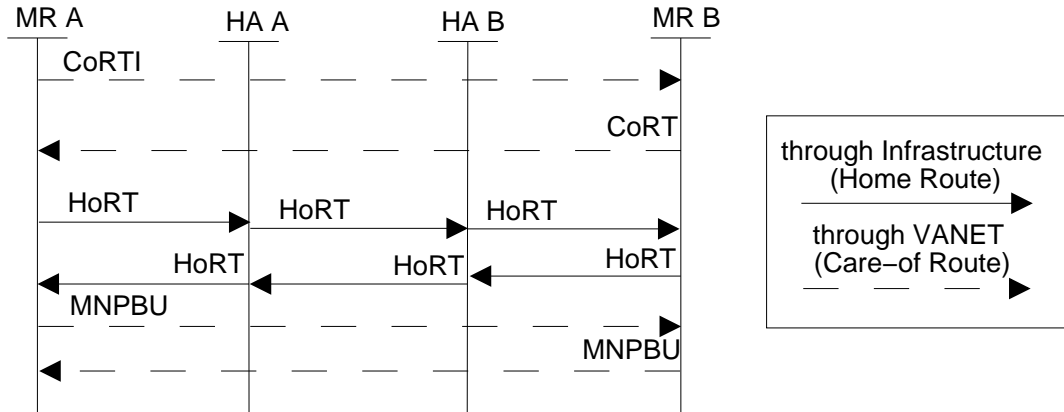 MR A
HA A
HA B
MR B
CoRTI
CoRT
HoRT
HoRT
HoRT
HoRT
HoRT
HoRT
MNPBU
MNPBU
through Infrastructure
(Home Route)
through VANET
(Care–of Route)